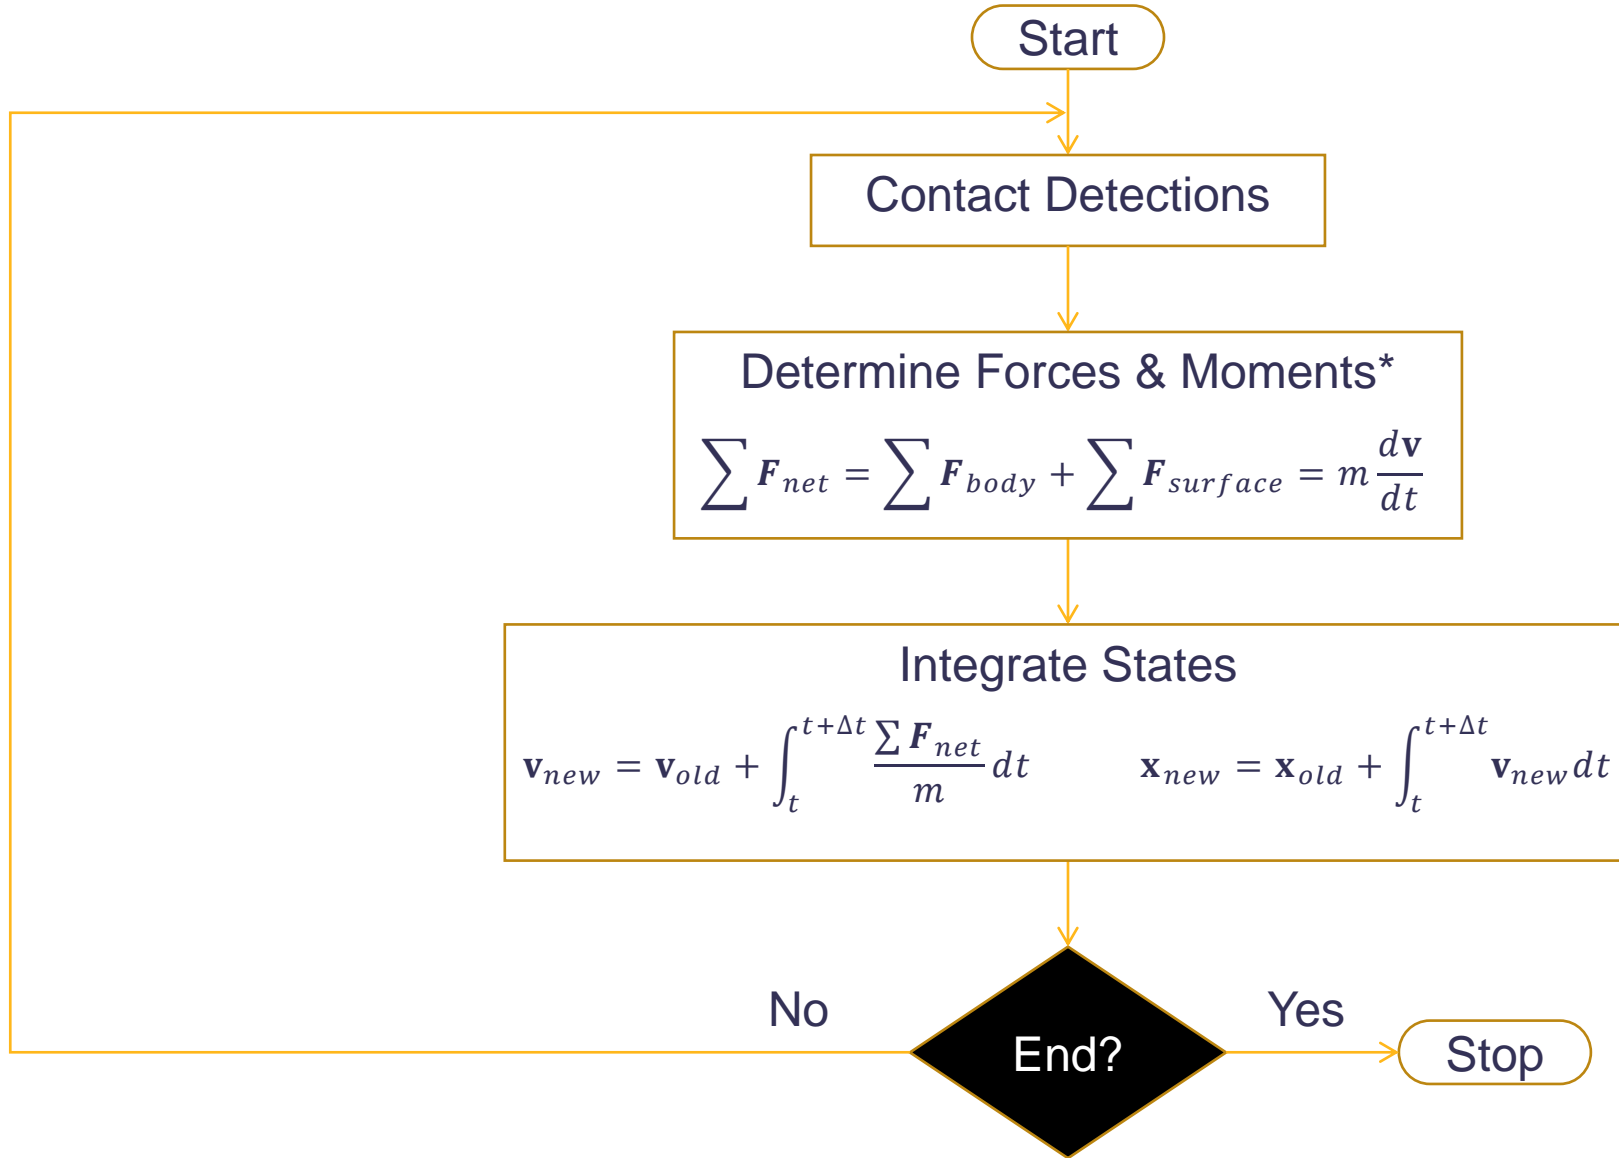 Start
Contact Detections
Determine Forces & Moments*
∑𝑭_net = ∑𝑭_body + ∑𝑭_surface = m d𝐯/dt
Integrate States
𝐯_new = 𝐯_old + ∫_t^{t+Δt} ∑𝑭_net/m dt 𝐱_new = 𝐱_old + ∫_t^{t+Δt} 𝐯_new dt
No
Yes
End?
Stop